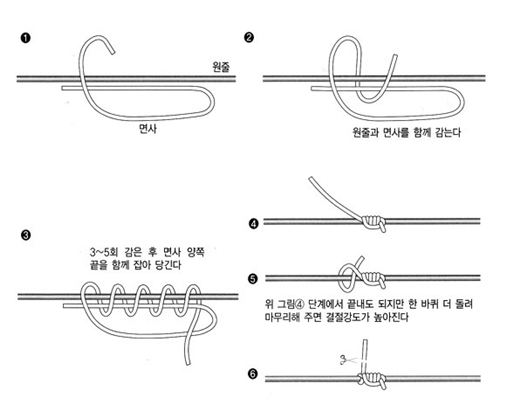 ❶
원줄
면사
❷
원줄과 면사를 함께 감는다
❸
3～5회 감은 후 면사 양쪽
끝을 함께 잡아 당긴다
❹
❺
위 그림④ 단계에서 끝내도 되지만 한 바퀴 더 돌려
마무리해 주면 결절강도가 높아진다
❻